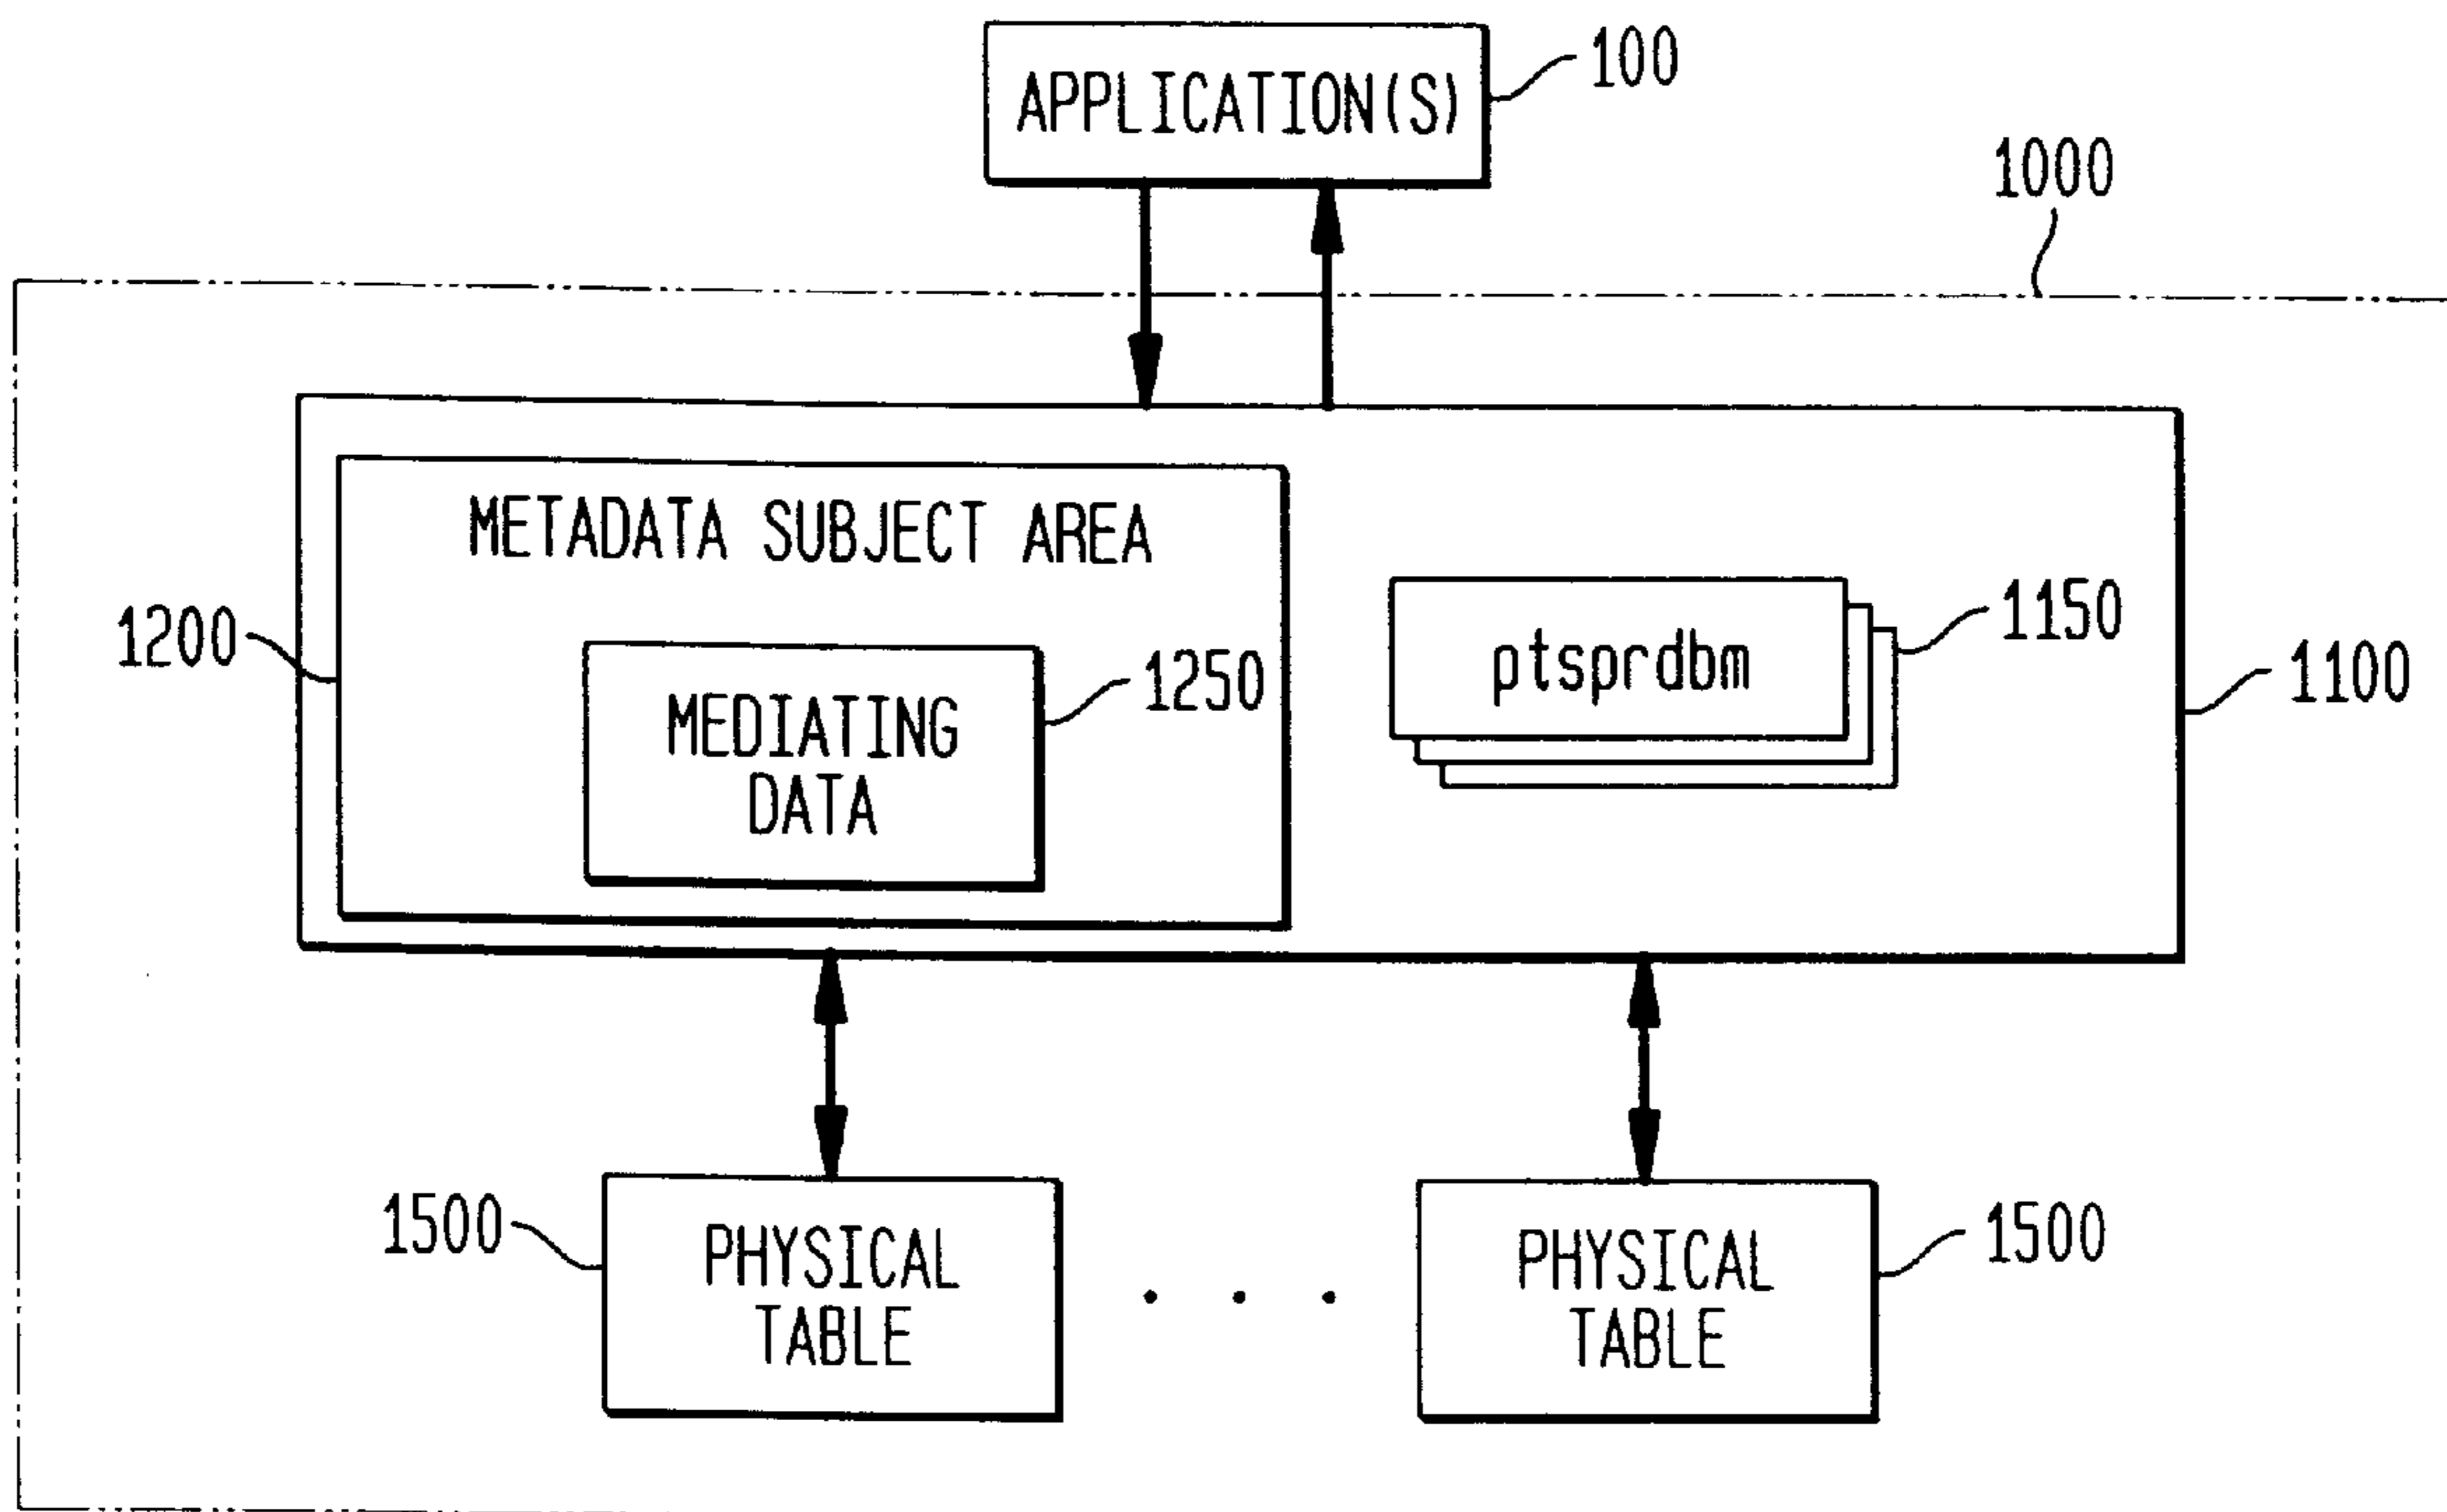 APPLICATION(S)
100
1000
METADATA SUBJECT AREA
1200
MEDIATING
DATA
1250
ptsprdbm
1150
1100
1500
PHYSICAL
TABLE
PHYSICAL
TABLE
1500